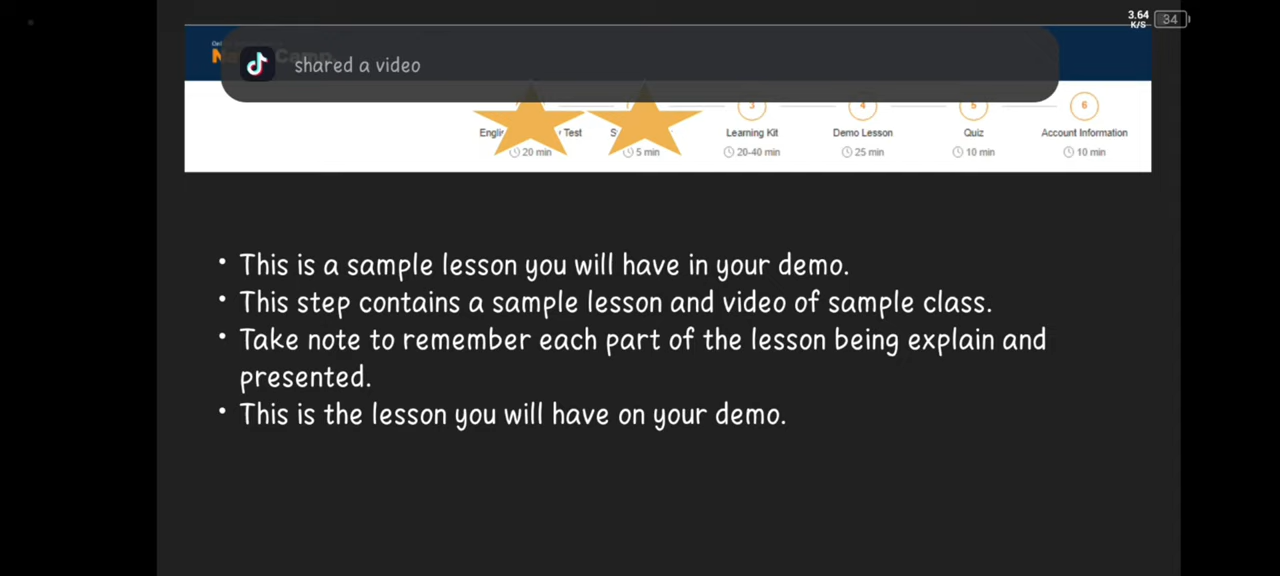 3.64
K/S
34
shared a video
3
4
5
6
Test
Learning Kit
Demo Lesson
Quiz
Account Information
20 min
5 min
20-40 min
25 min
10 min
10 min
• This is a sample lesson you will have in your demo.
• This step contains a sample lesson and video of sample class.
• Take note to remember each part of the lesson being explain and
presented.
• This is the lesson you will have on your demo.